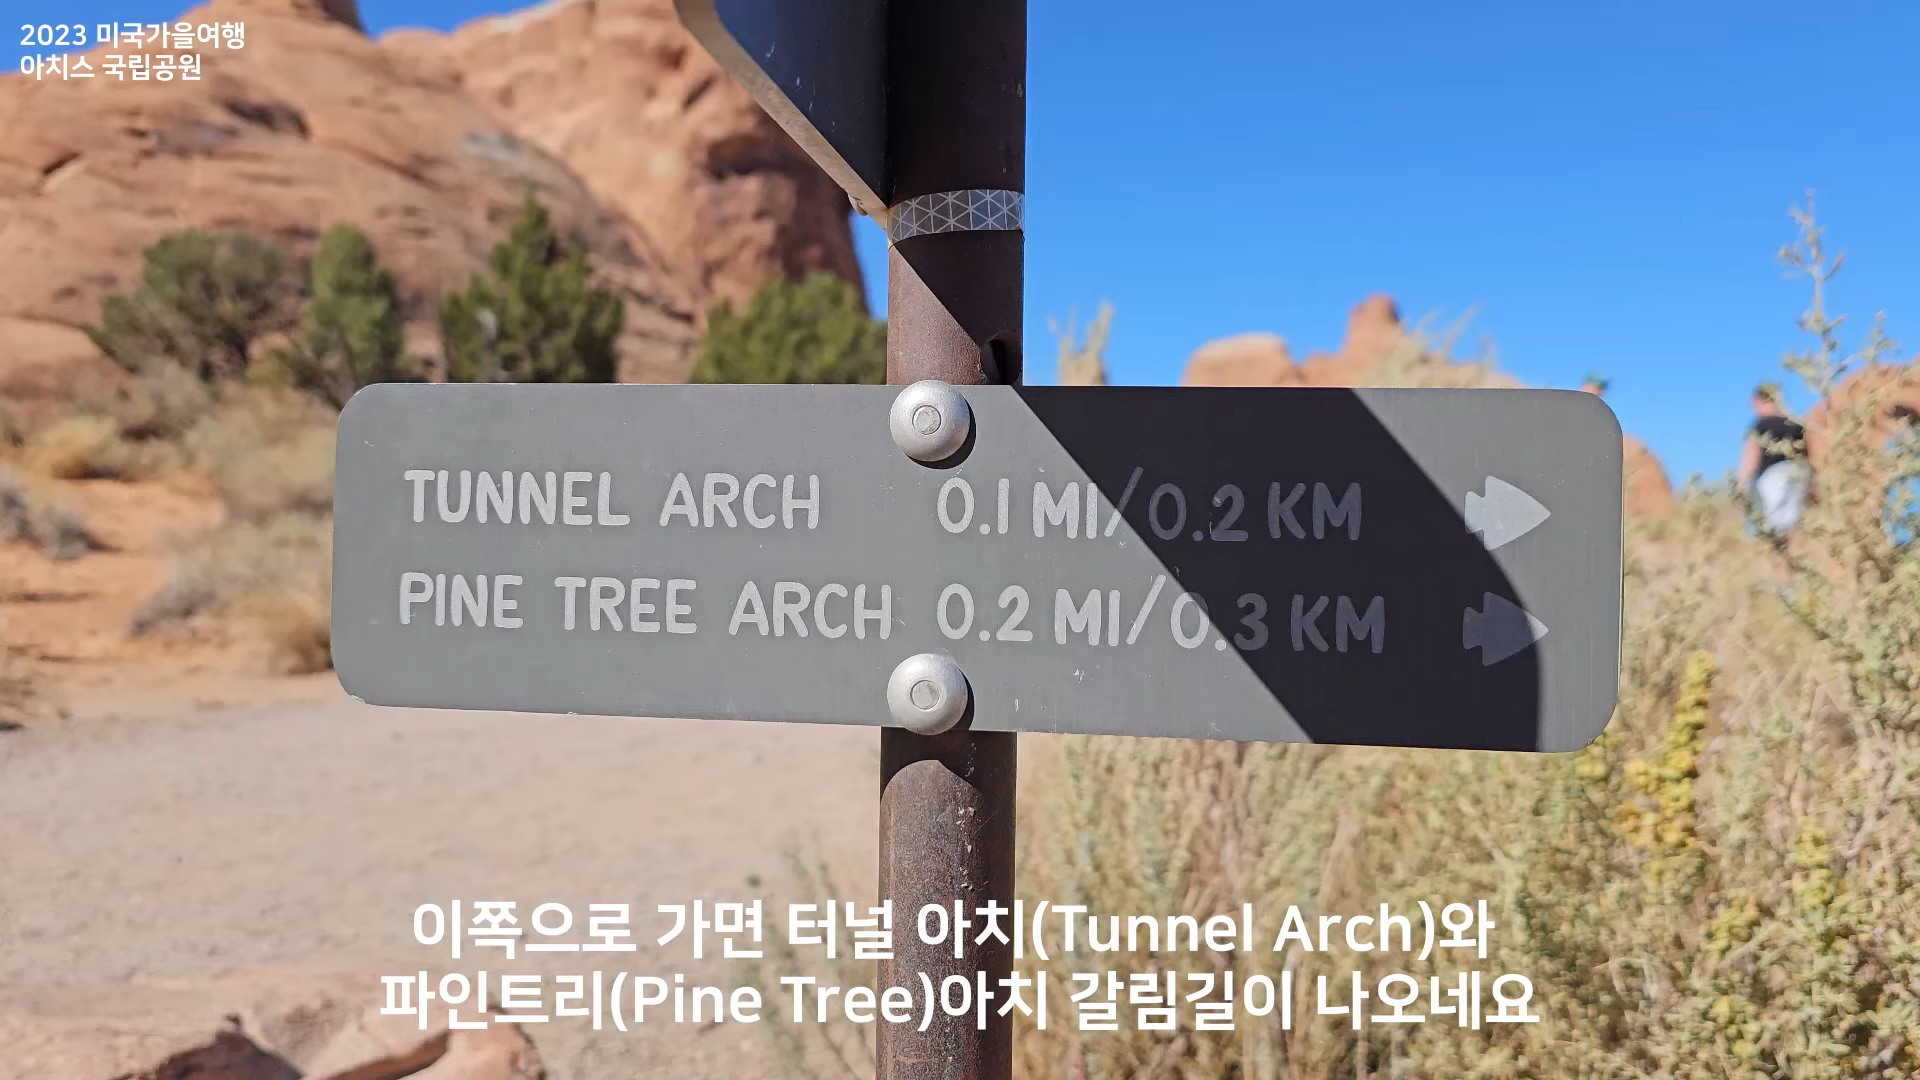 2023 미국가을여행
아치스 국립공원
TUNNEL ARCH 0.1 MI/0.2 KM
PINE TREE ARCH 0.2 MI/0.3 KM
이쪽으로 가면 터널 아치(Tunnel Arch)와
파인트리(Pine Tree)아치 갈림길이 나오네요